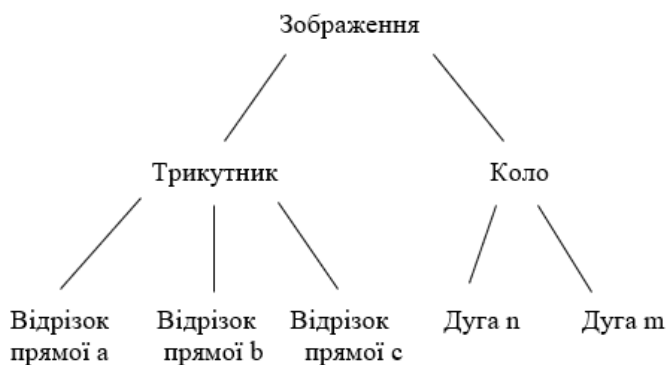 Зображення
Трикутник
Коло
Відрізок
прямої a
Відрізок
прямої b
Відрізок
прямої c
Дуга n
Дуга m